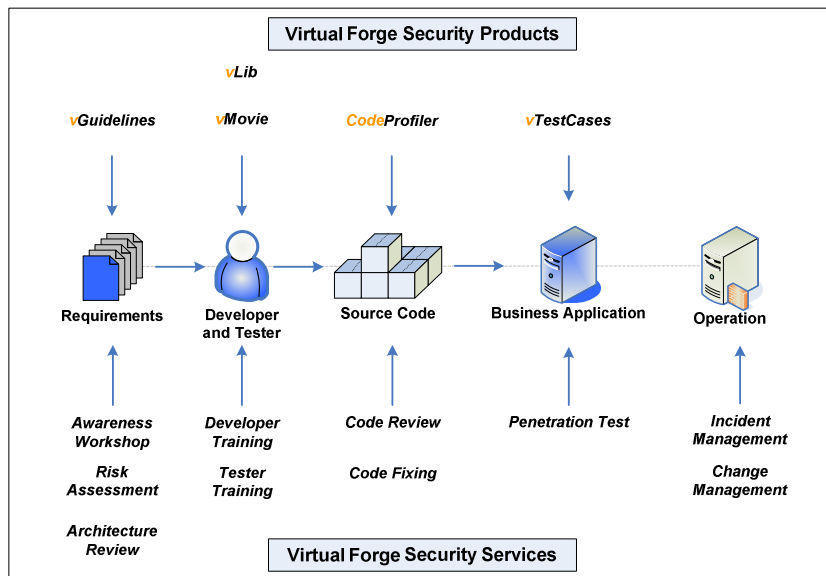 Virtual Forge Security Products
vLib
vGuidelines
vMovie
CodeProfiler
vTestCases
Requirements
Developer
and Tester
Source Code
Business Application
Operation
Awareness
Workshop
Developer
Training
Code Review
Penetration Test
Incident
Management
Risk
Assessment
Tester
Training
Code Fixing
Change
Management
Architecture
Review
Virtual Forge Security Services